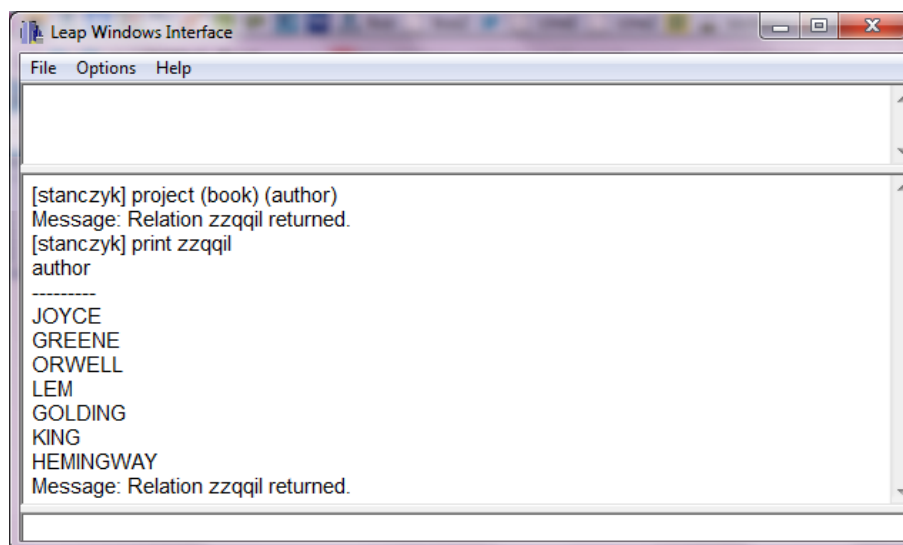 Leap Windows Interface
File Options Help
[stanczyk] project (book) (author)
Message: Relation zzqqil returned.
[stanczyk] print zzqqil
author
---------
JOYCE
GREENE
ORWELL
LEM
GOLDING
KING
HEMINGWAY
Message: Relation zzqqil returned.